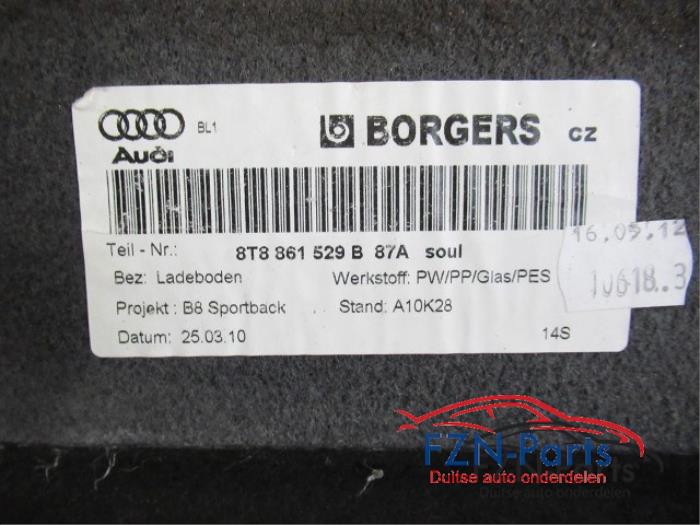 BL1 BORGERS CZ
Audi
Teil - Nr.: 8T8 861 529 B 87A soul
Bez: Ladeboden Werkstoff: PW/PP/Glas/PES
Projekt : B8 Sportback Stand: A10K28
Datum: 25.03.10 14S
16.05.12
10618..3
FZN-Parts
Duitse auto onderdelen